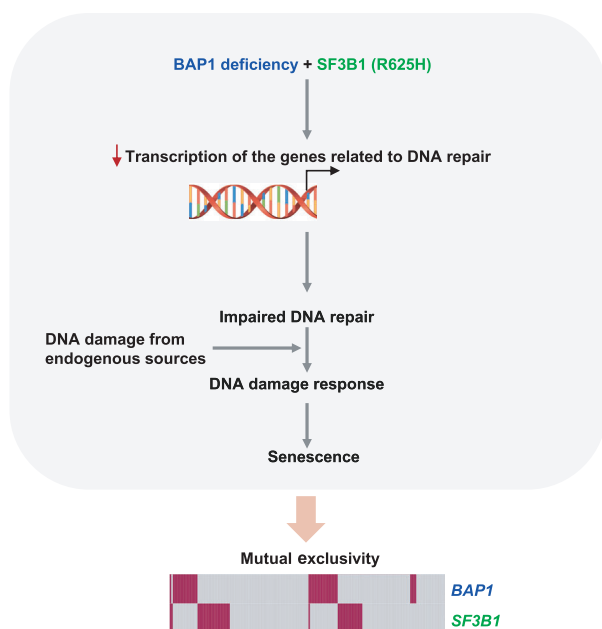 BAP1 deficiency + SF3B1 (R625H)
Transcription of the genes related to DNA repair
Impaired DNA repair
DNA damage from
endogenous sources
DNA damage response
Senescence
Mutual exclusivity
BAP1
SF3B1